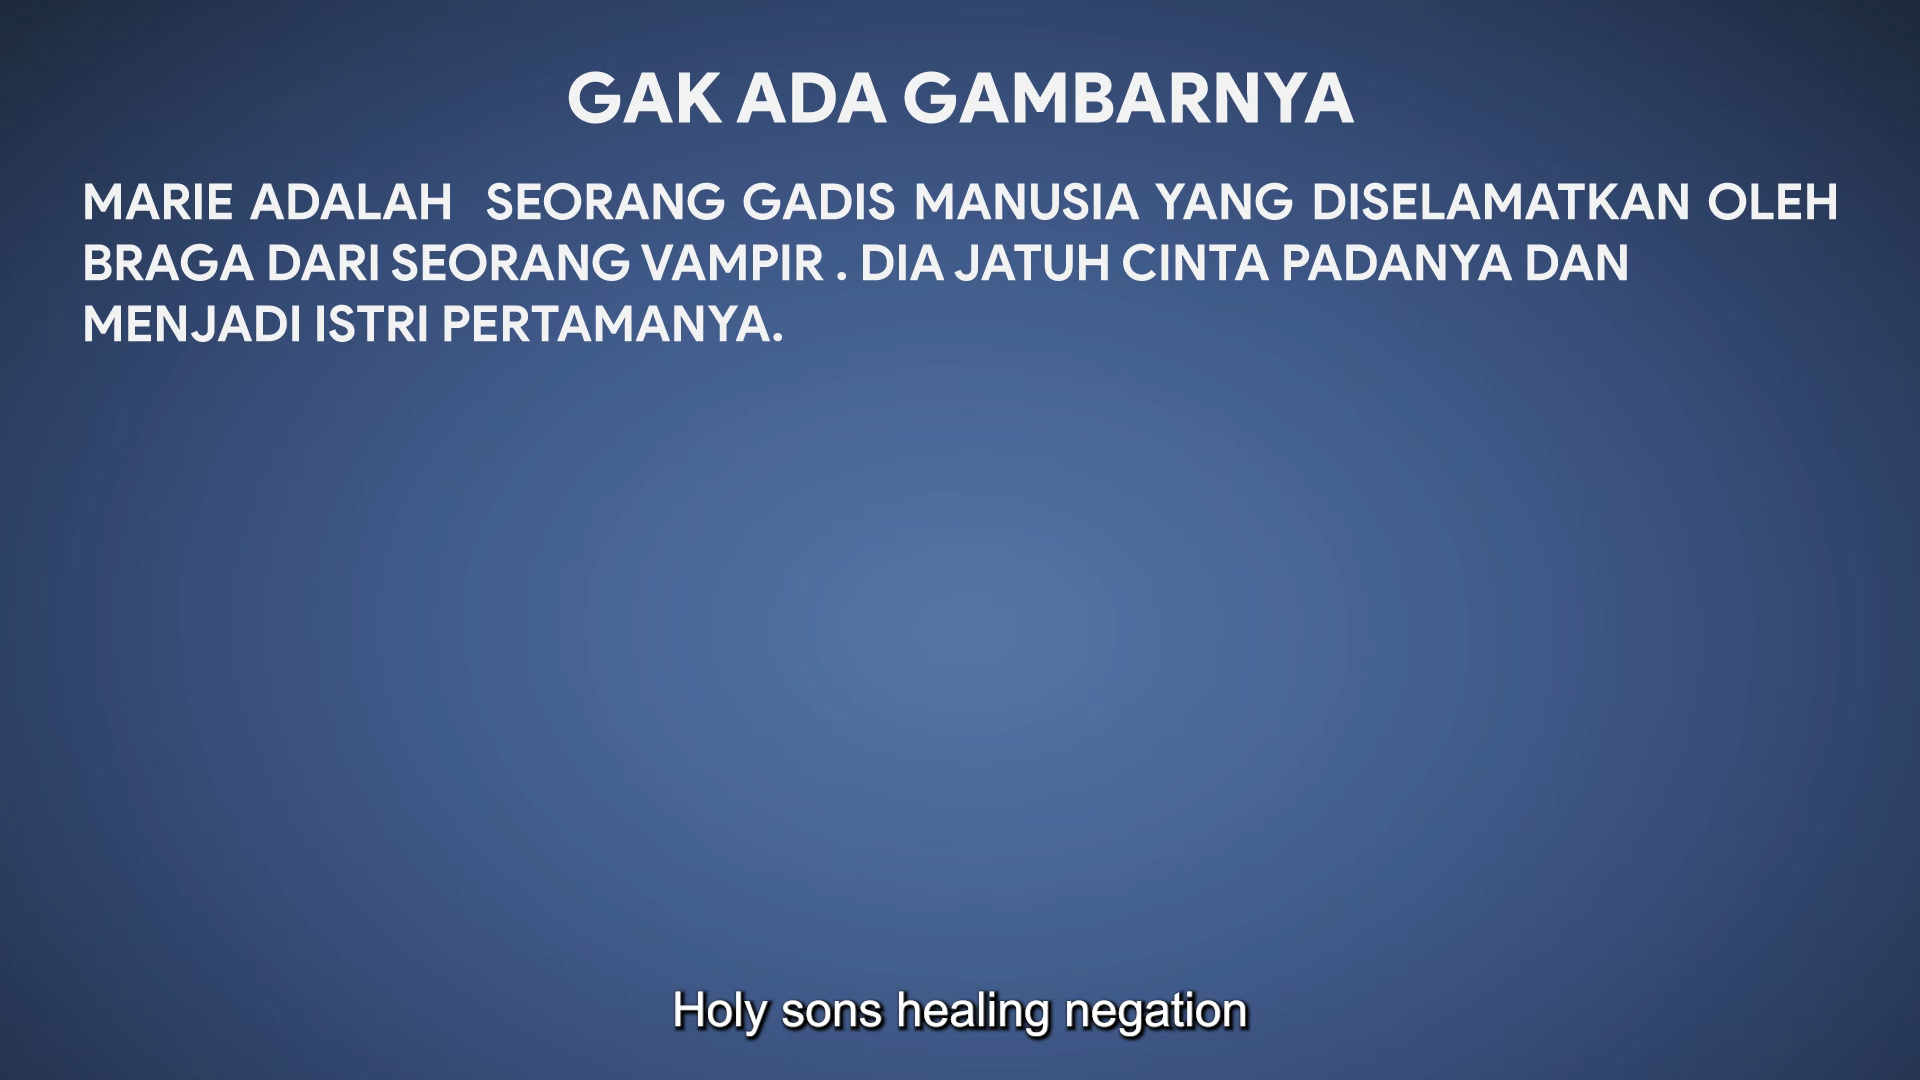 GAK ADA GAMBARNYA
MARIE ADALAH SEORANG GADIS MANUSIA YANG DISELAMATKAN OLEH
BRAGA DARI SEORANG VAMPIR . DIA JATUH CINTA PADANYA DAN
MENJADI ISTRI PERTAMANYA.
Holy sons healing negation